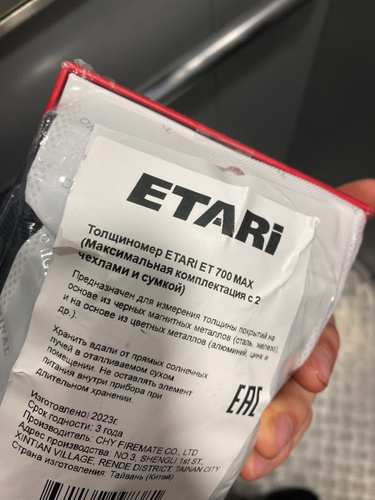 ETARi
Толщиномер ETARI ET 700 MAX
(Максимальная комплектация с 2
чехлами и сумкой)
Предназначен для измерения толщины покрытий на
основе из черных магнитных металлов (сталь, железо),
и на основе из цветных металлов (алюминий, цинк и
др.).
Хранить вдали от прямых солнечных
лучей в отапливаемом сухом
помещении. Не оставлять элемент
питания внутри прибора при
длительном хранении.
EAC
Изготовлено: 2023г.
Срок годности: 3 года
Производитель: CHY FIREMATE CO., LTD
Адрес производства: NO.3, SHENGLI 1st ST,
XINTIAN VILLAGE, RENDE DISTRICT, TAINAN CITY
Страна изготовления: Тайвань (Китай)